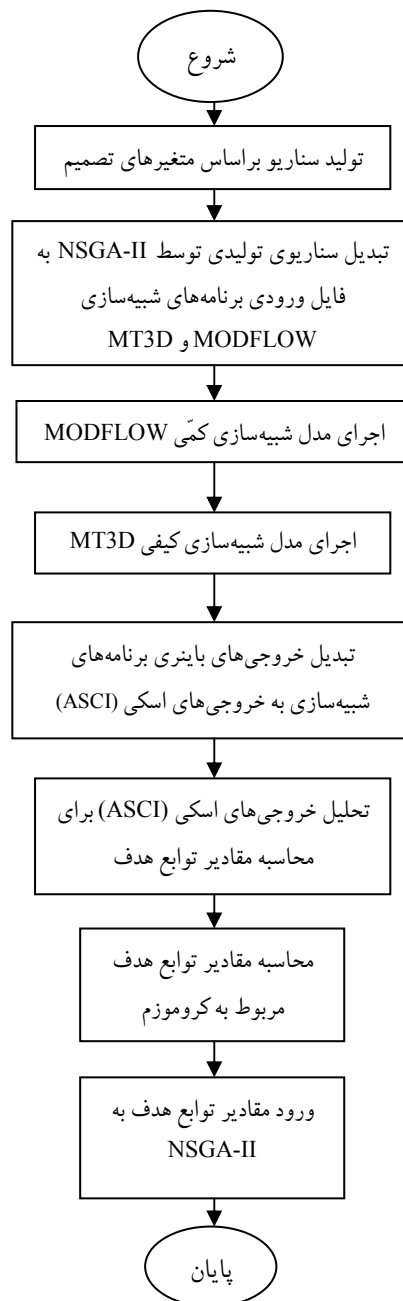 شروع
تولید سناریو براساس متغیرهای تصمیم
تبدیل سناریوی تولیدی توسط NSGA-II به
فایل ورودی برنامه‌های شبیه‌سازی
MODFLOW و MT3D
اجرای مدل شبیه‌سازی کمّی MODFLOW
اجرای مدل شبیه‌سازی کیفی MT3D
تبدیل خروجی‌های باینری برنامه‌های
شبیه‌سازی به خروجی‌های اسکی (ASCI)
تحلیل خروجی‌های اسکی (ASCI) برای
محاسبه مقادیر توابع هدف
محاسبه مقادیر توابع هدف
مربوط به کروموزم
ورود مقادیر توابع هدف به
NSGA-II
پایان